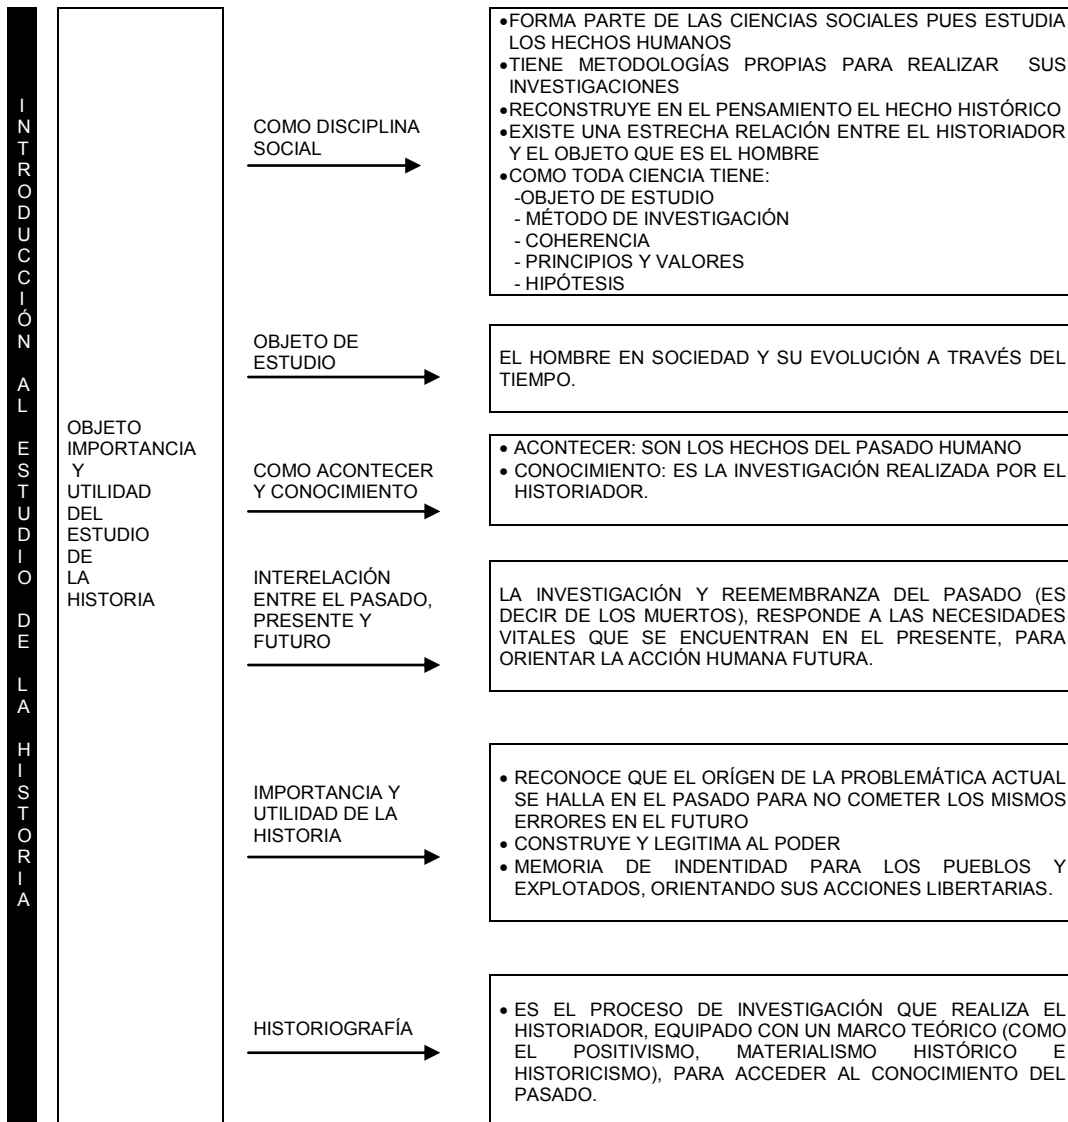 INTRODUCCIÓN AL ESTUDIO DE LA HISTORIA
OBJETO
IMPORTANCIA
Y
UTILIDAD
DEL
ESTUDIO
DE
LA
HISTORIA
COMO DISCIPLINA
SOCIAL
•FORMA PARTE DE LAS CIENCIAS SOCIALES PUES ESTUDIA
LOS HECHOS HUMANOS
•TIENE METODOLOGÍAS PROPIAS PARA REALIZAR SUS
INVESTIGACIONES
•RECONSTRUYE EN EL PENSAMIENTO EL HECHO HISTÓRICO
•EXISTE UNA ESTRECHA RELACIÓN ENTRE EL HISTORIADOR
Y EL OBJETO QUE ES EL HOMBRE
•COMO TODA CIENCIA TIENE:
-OBJETO DE ESTUDIO
- MÉTODO DE INVESTIGACIÓN
- COHERENCIA
- PRINCIPIOS Y VALORES
- HIPÓTESIS
OBJETO DE
ESTUDIO
EL HOMBRE EN SOCIEDAD Y SU EVOLUCIÓN A TRAVÉS DEL
TIEMPO.
COMO ACONTECER
Y CONOCIMIENTO
• ACONTECER: SON LOS HECHOS DEL PASADO HUMANO
• CONOCIMIENTO: ES LA INVESTIGACIÓN REALIZADA POR EL
HISTORIADOR.
INTERELACIÓN
ENTRE EL PASADO,
PRESENTE Y
FUTURO
LA INVESTIGACIÓN Y REEMEMBRANZA DEL PASADO (ES
DECIR DE LOS MUERTOS), RESPONDE A LAS NECESIDADES
VITALES QUE SE ENCUENTRAN EN EL PRESENTE, PARA
ORIENTAR LA ACCIÓN HUMANA FUTURA.
IMPORTANCIA Y
UTILIDAD DE LA
HISTORIA
• RECONOCE QUE EL ORÍGEN DE LA PROBLEMÁTICA ACTUAL
SE HALLA EN EL PASADO PARA NO COMETER LOS MISMOS
ERRORES EN EL FUTURO
• CONSTRUYE Y LEGITIMA AL PODER
• MEMORIA DE INDENTIDAD PARA LOS PUEBLOS Y
EXPLOTADOS, ORIENTANDO SUS ACCIONES LIBERTARIAS.
HISTORIOGRAFÍA
• ES EL PROCESO DE INVESTIGACIÓN QUE REALIZA EL
HISTORIADOR, EQUIPADO CON UN MARCO TEÓRICO (COMO
EL POSITIVISMO, MATERIALISMO HISTÓRICO E
HISTORICISMO), PARA ACCEDER AL CONOCIMIENTO DEL
PASADO.